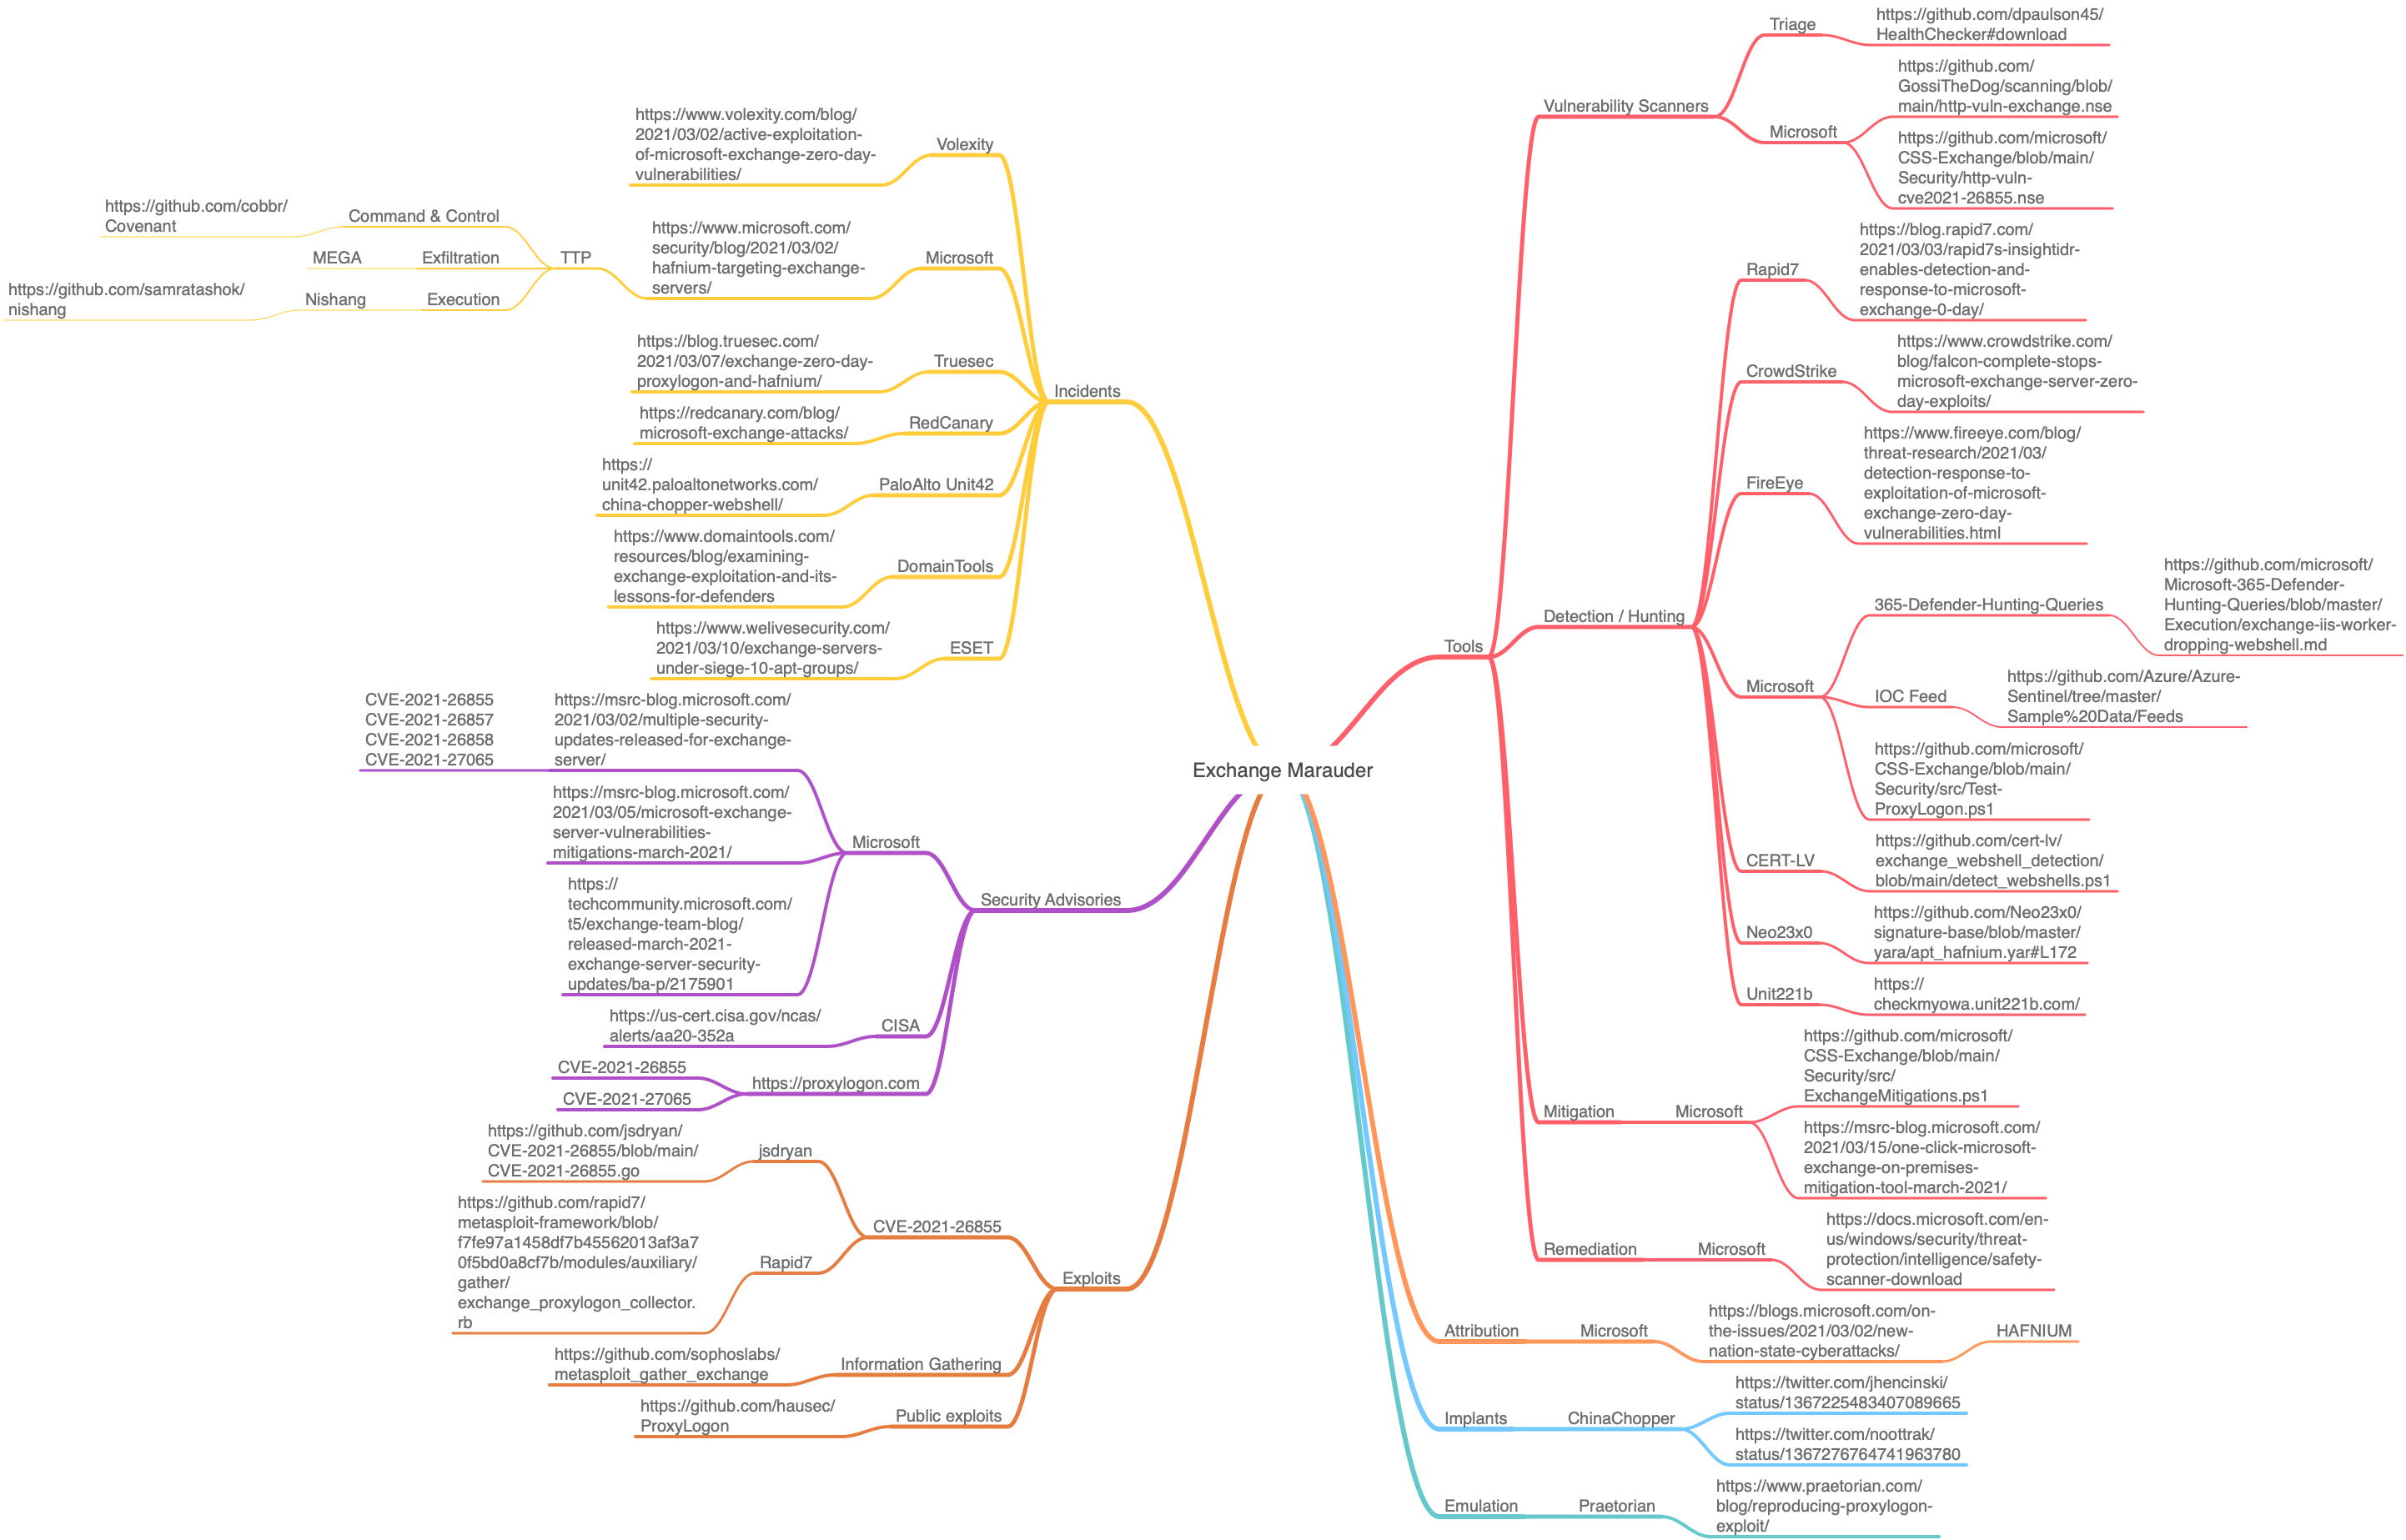 Exchange Marauder
Incidents
Volexity
https://www.volexity.com/blog/
2021/03/02/active-exploitation-
of-microsoft-exchange-zero-day-
vulnerabilities/
Microsoft
https://www.microsoft.com/
security/blog/2021/03/02/
hafnium-targeting-exchange-
servers/
TTP
Command & Control
https://github.com/cobbr/
Covenant
Exfiltration
MEGA
Execution
Nishang
https://github.com/samratashok/
nishang
Truesec
https://blog.truesec.com/
2021/03/07/exchange-zero-day-
proxylogon-and-hafnium/
RedCanary
https://redcanary.com/blog/
microsoft-exchange-attacks/
PaloAlto Unit42
https://
unit42.paloaltonetworks.com/
china-chopper-webshell/
DomainTools
https://www.domaintools.com/
resources/blog/examining-
exchange-exploitation-and-its-
lessons-for-defenders
ESET
https://www.welivesecurity.com/
2021/03/10/exchange-servers-
under-siege-10-apt-groups/
Security Advisories
Microsoft
https://msrc-blog.microsoft.com/
2021/03/02/multiple-security-
updates-released-for-exchange-
server/
CVE-2021-26855
CVE-2021-26857
CVE-2021-26858
CVE-2021-27065
https://msrc-blog.microsoft.com/
2021/03/05/microsoft-exchange-
server-vulnerabilities-
mitigations-march-2021/
https://
techcommunity.microsoft.com/
t5/exchange-team-blog/
released-march-2021-
exchange-server-security-
updates/ba-p/2175901
CISA
https://us-cert.cisa.gov/ncas/
alerts/aa20-352a
https://proxylogon.com
CVE-2021-26855
CVE-2021-27065
Exploits
CVE-2021-26855
jsdryan
https://github.com/jsdryan/
CVE-2021-26855/blob/main/
CVE-2021-26855.go
Rapid7
https://github.com/rapid7/
metasploit-framework/blob/
f7fe97a1458df7b45562013af3a7
0f5bd0a8cf7b/modules/auxiliary/
gather/
exchange_proxylogon_collector.
rb
Information Gathering
https://github.com/sophoslabs/
metasploit_gather_exchange
Public exploits
https://github.com/hausec/
ProxyLogon
Tools
Vulnerability Scanners
Triage
https://github.com/dpaulson45/
HealthChecker#download
Microsoft
https://github.com/
GossiTheDog/scanning/blob/
main/http-vuln-exchange.nse
https://github.com/microsoft/
CSS-Exchange/blob/main/
Security/http-vuln-
cve2021-26855.nse
Detection / Hunting
Rapid7
https://blog.rapid7.com/
2021/03/03/rapid7s-insightidr-
enables-detection-and-
response-to-microsoft-
exchange-0-day/
CrowdStrike
https://www.crowdstrike.com/
blog/falcon-complete-stops-
microsoft-exchange-server-zero-
day-exploits/
FireEye
https://www.fireeye.com/blog/
threat-research/2021/03/
detection-response-to-
exploitation-of-microsoft-
exchange-zero-day-
vulnerabilities.html
Microsoft
365-Defender-Hunting-Queries
https://github.com/microsoft/
Microsoft-365-Defender-
Hunting-Queries/blob/master/
Execution/exchange-iis-worker-
dropping-webshell.md
IOC Feed
https://github.com/Azure/Azure-
Sentinel/tree/master/
Sample%20Data/Feeds
https://github.com/microsoft/
CSS-Exchange/blob/main/
Security/src/Test-
ProxyLogon.ps1
CERT-LV
https://github.com/cert-lv/
exchange_webshell_detection/
blob/main/detect_webshells.ps1
Neo23x0
https://github.com/Neo23x0/
signature-base/blob/master/
yara/apt_hafnium.yar#L172
Unit221b
https://
checkmyowa.unit221b.com/
Mitigation
Microsoft
https://github.com/microsoft/
CSS-Exchange/blob/main/
Security/src/
ExchangeMitigations.ps1
https://msrc-blog.microsoft.com/
2021/03/15/one-click-microsoft-
exchange-on-premises-
mitigation-tool-march-2021/
Remediation
Microsoft
https://docs.microsoft.com/en-
us/windows/security/threat-
protection/intelligence/safety-
scanner-download
Attribution
Microsoft
https://blogs.microsoft.com/on-
the-issues/2021/03/02/new-
nation-state-cyberattacks/
HAFNIUM
Implants
ChinaChopper
https://twitter.com/jhencinski/
status/1367225483407089665
https://twitter.com/noottrak/
status/1367276764741963780
Emulation
Praetorian
https://www.praetorian.com/
blog/reproducing-proxylogon-
exploit/